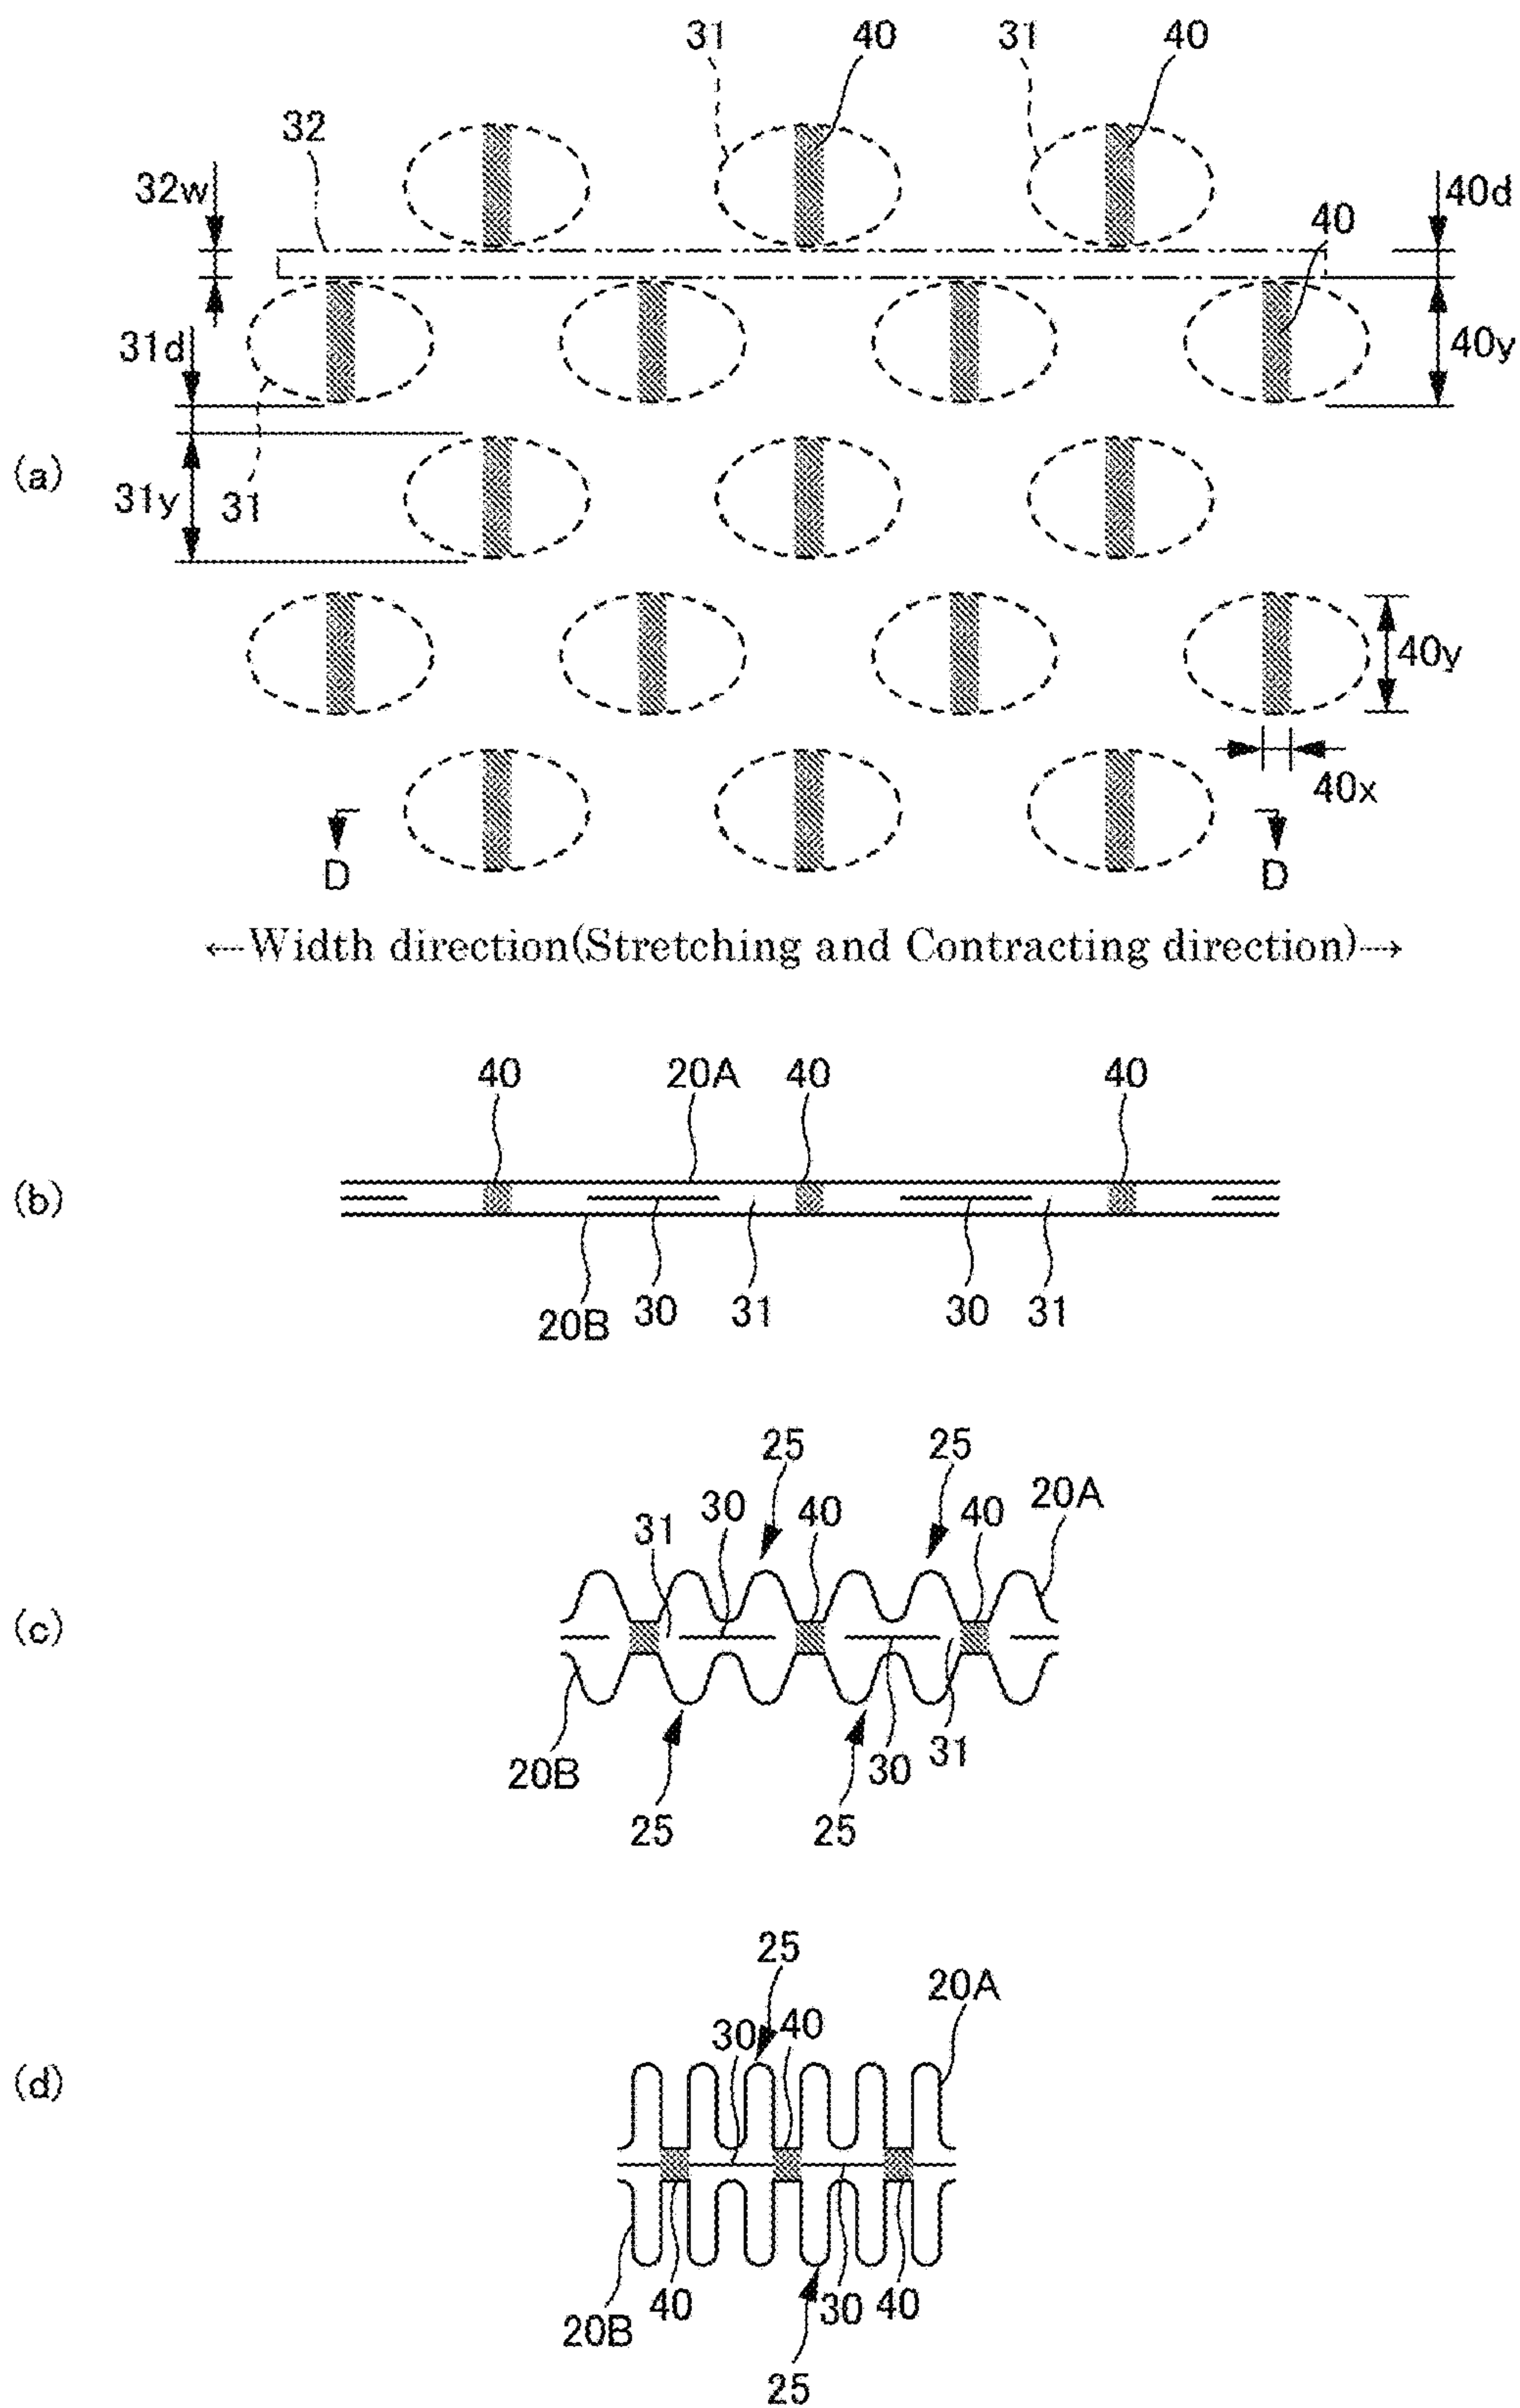 31 40 31 40
32
32w 40d
40
31d 40y
(a)
31y 31
40y
40x
D D
←Width direction(Stretching and Contracting direction)→
40 20A 40 40
(b)
20B 30 31 30 31
25 25
31 30 40 40 20A
(c)
20B 30 31
25 25
25
30 40 20A
(d)
20B 40 30 40
25